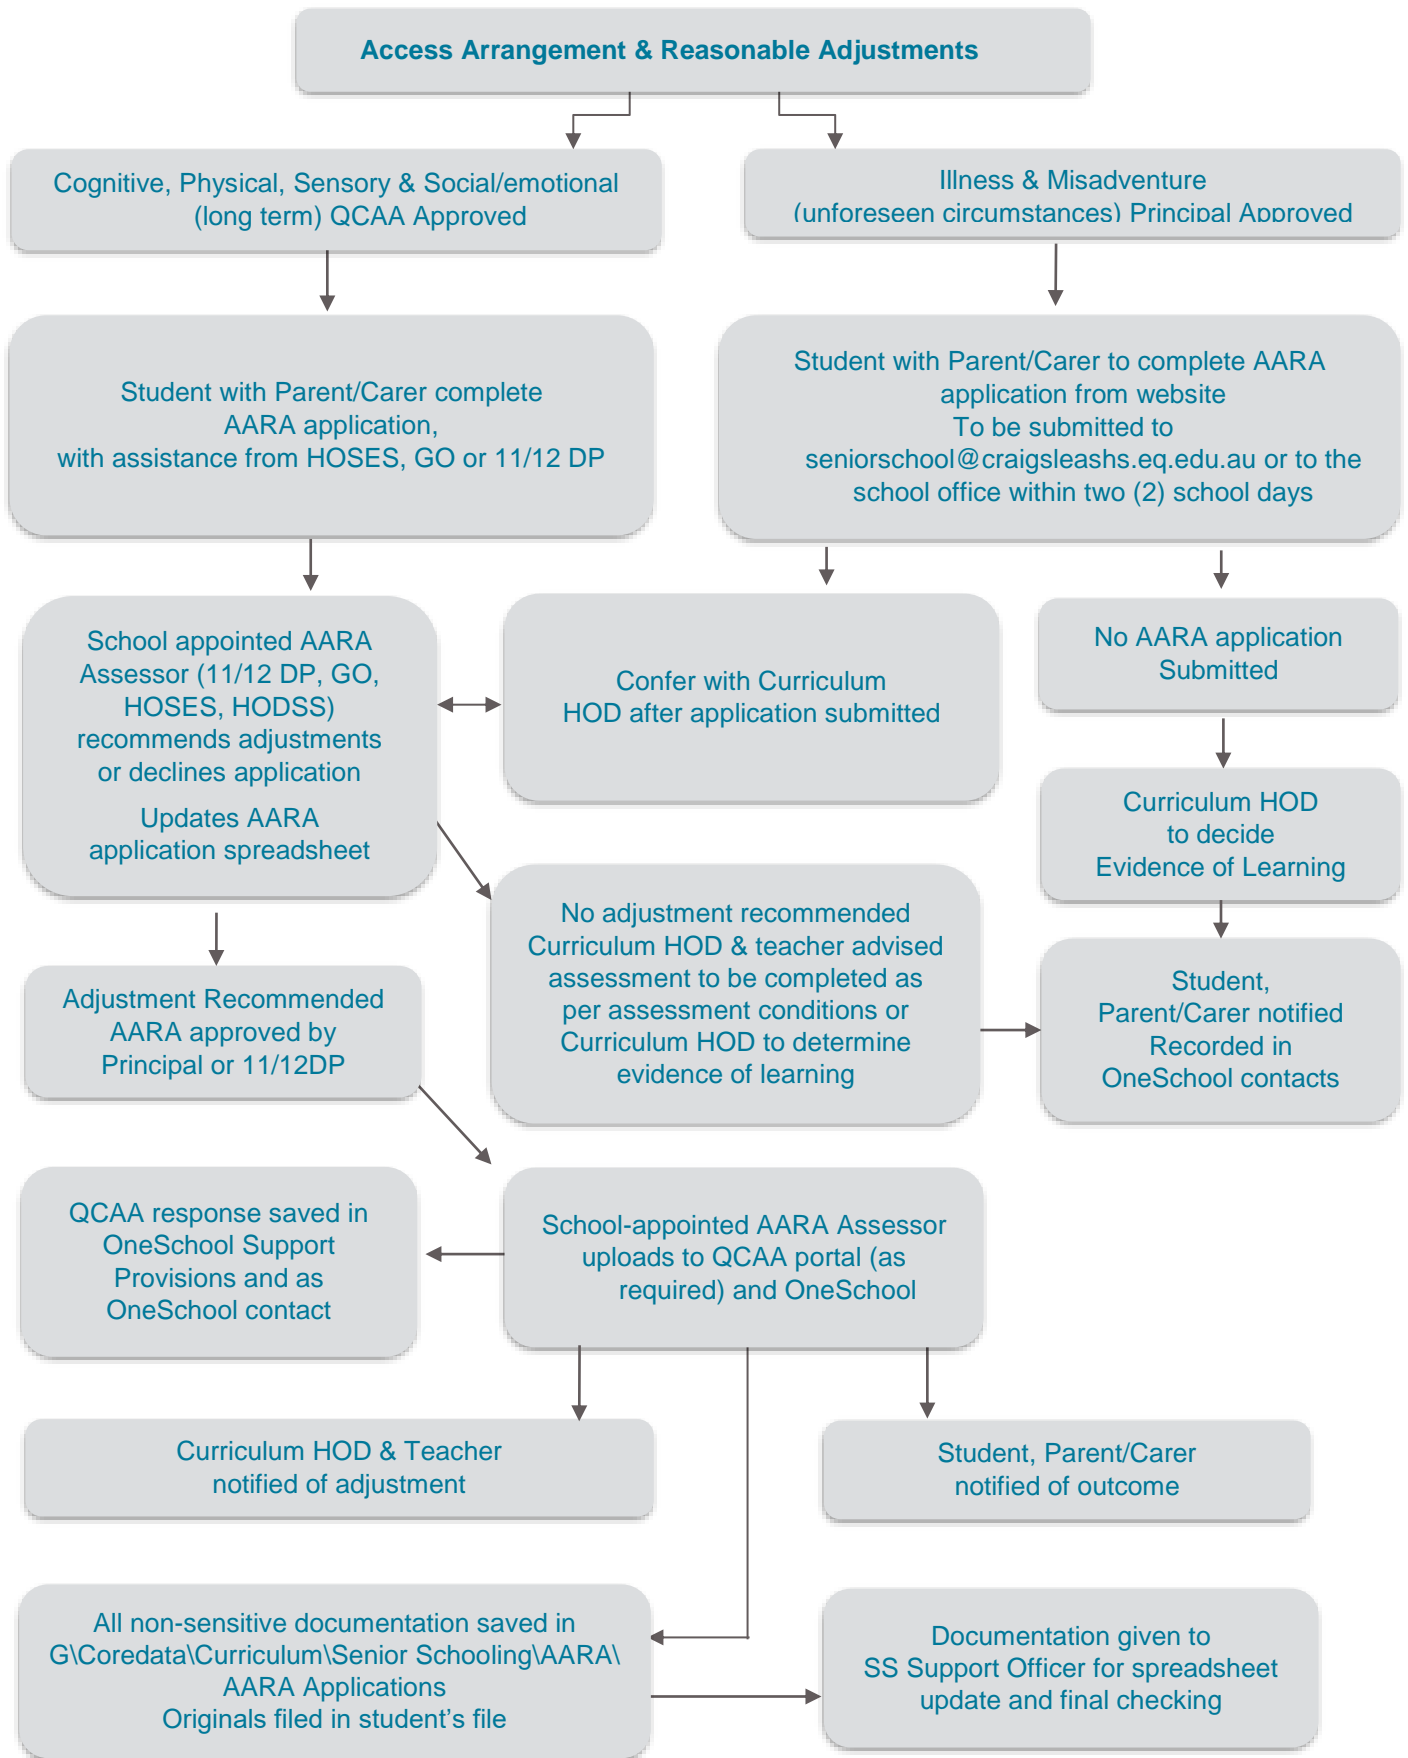 Access Arrangement & Reasonable Adjustments
Cognitive, Physical, Sensory & Social/emotional
(long term) QCAA Approved
Illness & Misadventure
(unforeseen circumstances) Principal Approved
Student with Parent/Carer complete
AARA application,
with assistance from HOSES, GO or 11/12 DP
Student with Parent/Carer to complete AARA
application from website
To be submitted to
seniorschool@craigsleashs.eq.edu.au or to the
school office within two (2) school days
School appointed AARA
Assessor (11/12 DP, GO,
HOSES, HODSS)
recommends adjustments
or declines application
Updates AARA
application spreadsheet
Confer with Curriculum
HOD after application submitted
No AARA application
Submitted
Curriculum HOD
to decide
Evidence of Learning
No adjustment recommended
Curriculum HOD & teacher advised
assessment to be completed as
per assessment conditions or
Curriculum HOD to determine
evidence of learning
Student,
Parent/Carer notified
Recorded in
OneSchool contacts
Adjustment Recommended
AARA approved by
Principal or 11/12DP
QCAA response saved in
OneSchool Support
Provisions and as
OneSchool contact
School-appointed AARA Assessor
uploads to QCAA portal (as
required) and OneSchool
Curriculum HOD & Teacher
notified of adjustment
Student, Parent/Carer
notified of outcome
All non-sensitive documentation saved in
G\Coredata\Curriculum\Senior Schooling\AARA\
AARA Applications
Originals filed in student's file
Documentation given to
SS Support Officer for spreadsheet
update and final checking